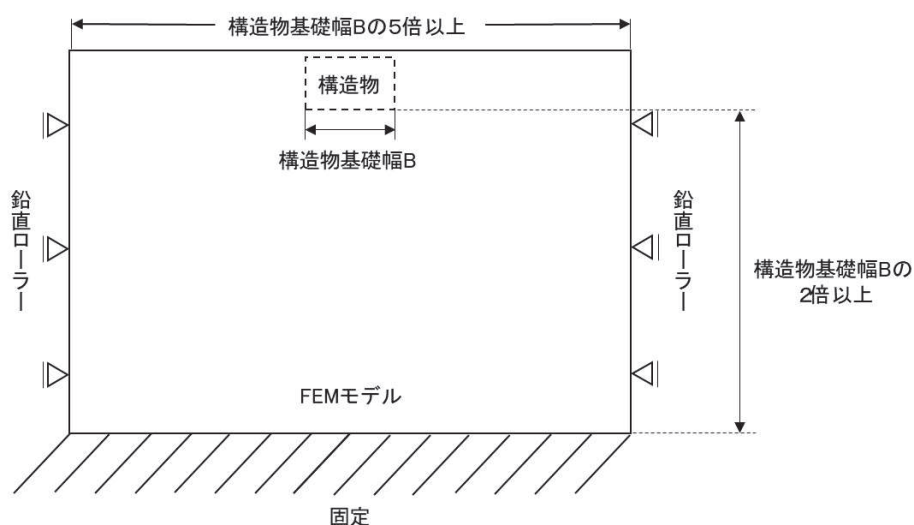 構造物基礎幅Bの5倍以上
構造物
構造物基礎幅B
鉛直ローラー
鉛直ローラー
構造物基礎幅Bの
2倍以上
FEMモデル
固定